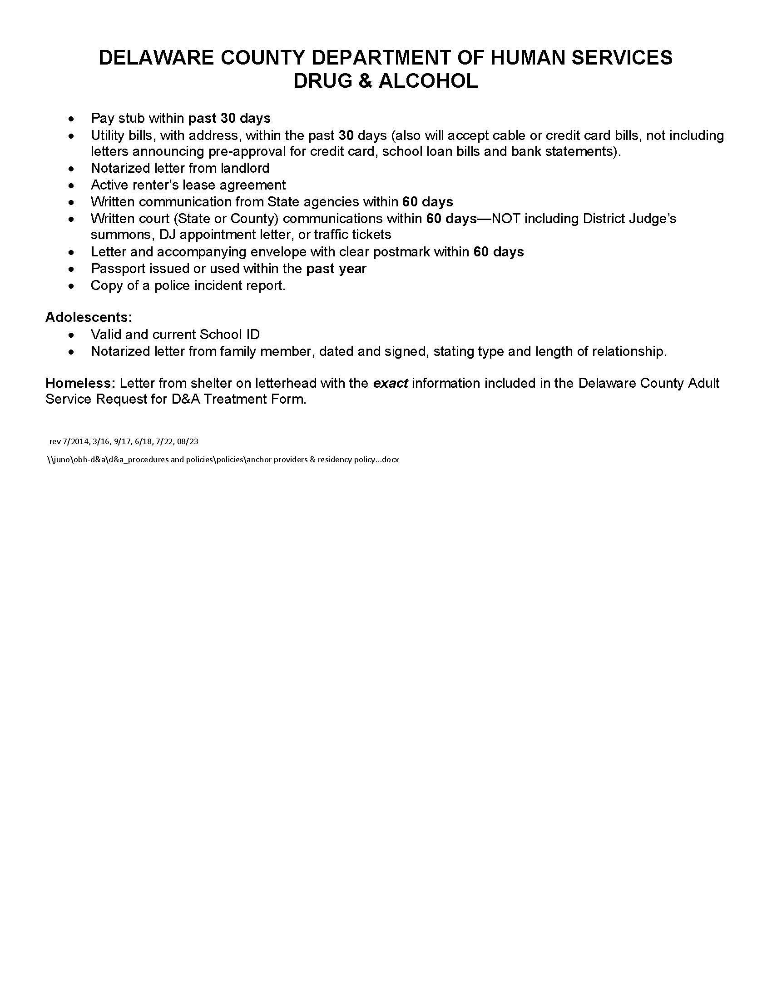 DELAWARE COUNTY DEPARTMENT OF HUMAN SERVICES
DRUG & ALCOHOL
• Pay stub within past 30 days
• Utility bills, with address, within the past 30 days (also will accept cable or credit card bills, not including
letters announcing pre-approval for credit card, school loan bills and bank statements).
• Notarized letter from landlord
• Active renter’s lease agreement
• Written communication from State agencies within 60 days
• Written court (State or County) communications within 60 days—NOT including District Judge’s
summons, DJ appointment letter, or traffic tickets
• Letter and accompanying envelope with clear postmark within 60 days
• Passport issued or used within the past year
• Copy of a police incident report.
Adolescents:
• Valid and current School ID
• Notarized letter from family member, dated and signed, stating type and length of relationship.
Homeless: Letter from shelter on letterhead with the exact information included in the Delaware County Adult
Service Request for D&A Treatment Form.
rev 7/2014, 3/16, 9/17, 6/18, 7/22, 08/23
\\juno\obh-d&a\d&a_procedures and policies\policies\anchor providers & residency policy...docx